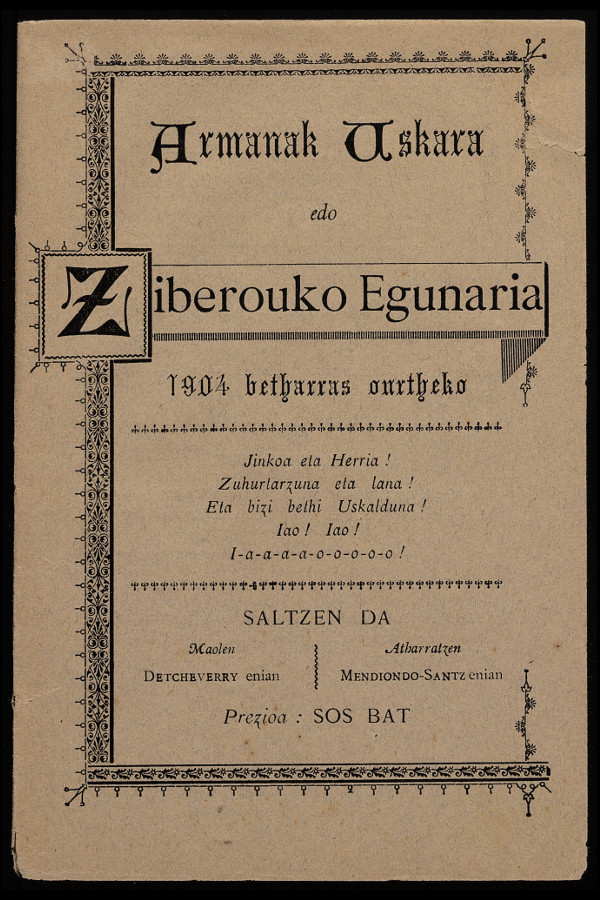 Armanak Uskara
edo
Ziberouko Egunaria
1904 betharras ourtheko
Jinkoa eta Herria !
Zuhurtarzuna eta lana !
Eta bizi bethi Uskalduna !
Iao ! Iao !
I-a-a-a-a-o-o-o-o-o !
SALTZEN DA
Maolen
DETCHEVERRY enian
Atharratzen
MENDIONDO-SANTZ enian
Prezioa : SOS BAT